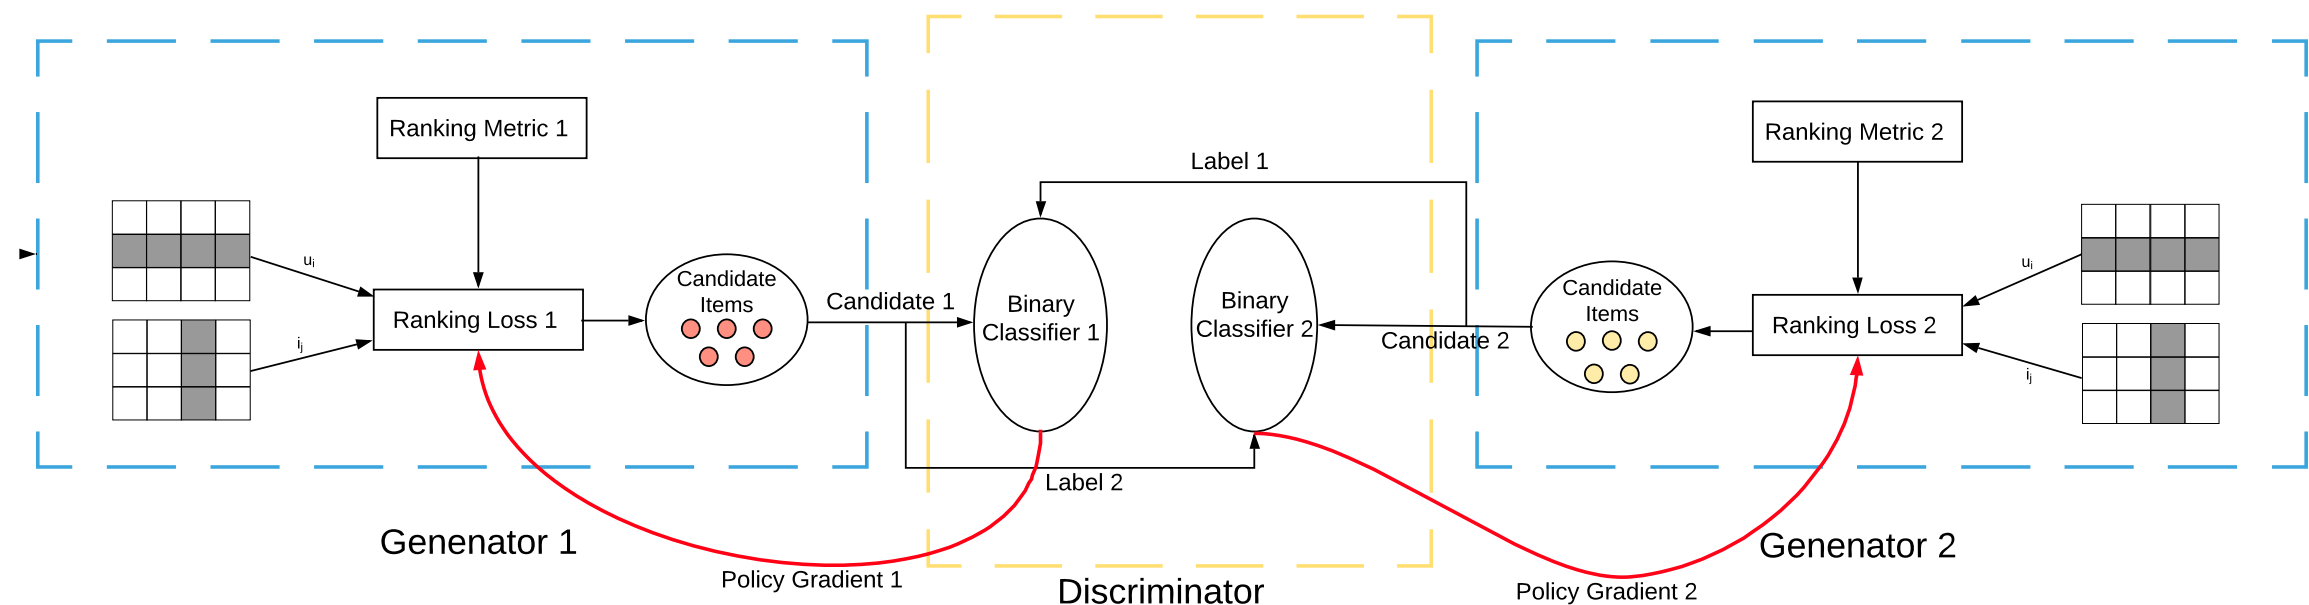 Ranking Metric 1
uᵢ
iⱼ
Ranking Loss 1
Candidate
Items
Candidate 1
Genenator 1
Policy Gradient 1
Label 1
Binary
Classifier 1
Binary
Classifier 2
Label 2
Discriminator
Candidate 2
Candidate
Items
Ranking Metric 2
Ranking Loss 2
uᵢ
iⱼ
Genenator 2
Policy Gradient 2